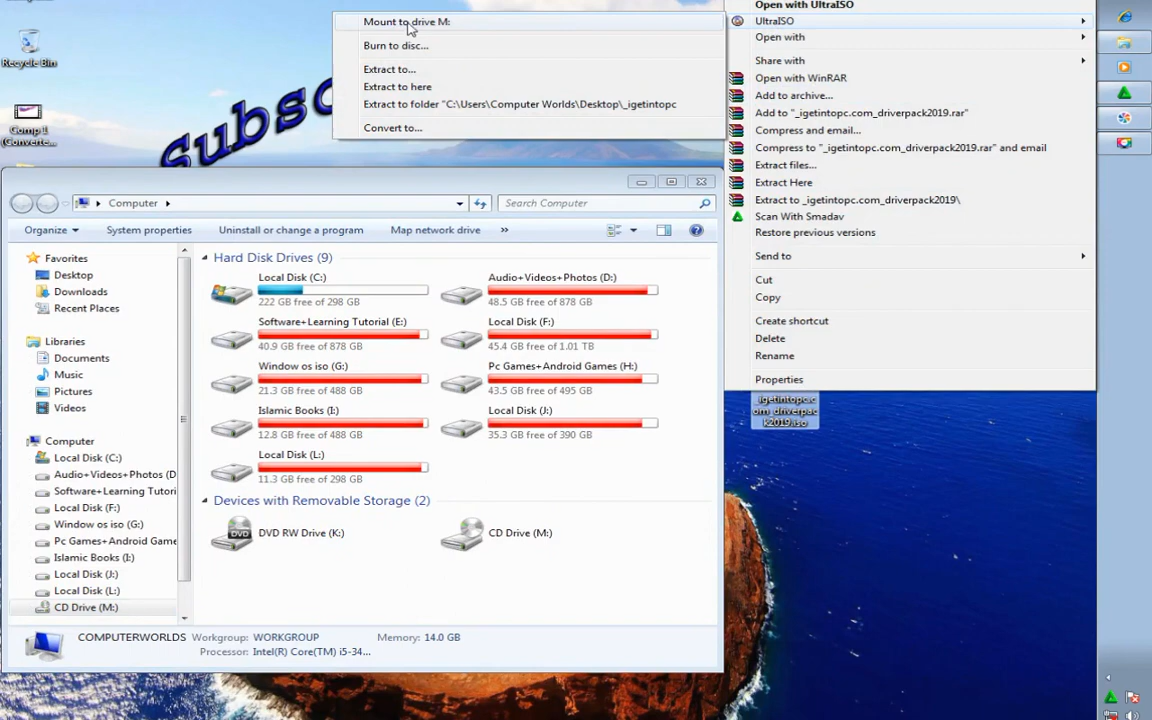 Mount to drive M:
Burn to disc...
Extract to...
Extract to here
Extract to folder "C:\Users\Computer Worlds\Desktop\_igetintopc
Convert to...
Open with UltraISO
UltraISO
Open with
Share with
Open with WinRAR
Add to archive...
Add to "_igetintopc.com_driverpack2019.rar"
Compress and email...
Compress to "_igetintopc.com_driverpack2019.rar" and email
Extract files...
Extract Here
Extract to _igetintopc.com_driverpack2019\
Scan With Smadav
Restore previous versions
Send to
Cut
Copy
Create shortcut
Delete
Rename
Properties
Recycle Bin
Comp 1
(Converte...
Subsc
Computer
Search Computer
Organize
System properties
Uninstall or change a program
Map network drive
»
Favorites
Desktop
Downloads
Recent Places
Libraries
Documents
Music
Pictures
Videos
Computer
Local Disk (C:)
Audio+Videos+Photos (D
Software+Learning Tutori
Local Disk (F:)
Window os iso (G:)
Pc Games+Android Game
Islamic Books (I:)
Local Disk (J:)
Local Disk (L:)
CD Drive (M:)
Hard Disk Drives (9)
Local Disk (C:)
222 GB free of 298 GB
Audio+Videos+Photos (D:)
48.5 GB free of 878 GB
Software+Learning Tutorial (E:)
40.9 GB free of 878 GB
Local Disk (F:)
45.4 GB free of 1.01 TB
Window os iso (G:)
21.3 GB free of 488 GB
Pc Games+Android Games (H:)
43.5 GB free of 495 GB
Islamic Books (I:)
12.8 GB free of 488 GB
Local Disk (J:)
35.3 GB free of 390 GB
Local Disk (L:)
11.3 GB free of 298 GB
Devices with Removable Storage (2)
DVD
DVD RW Drive (K:)
CD Drive (M:)
COMPUTERWORLDS
Workgroup: WORKGROUP
Memory: 14.0 GB
Processor: Intel(R) Core(TM) i5-34...
_igetintopc.c
om_driverpac
k2019.iso